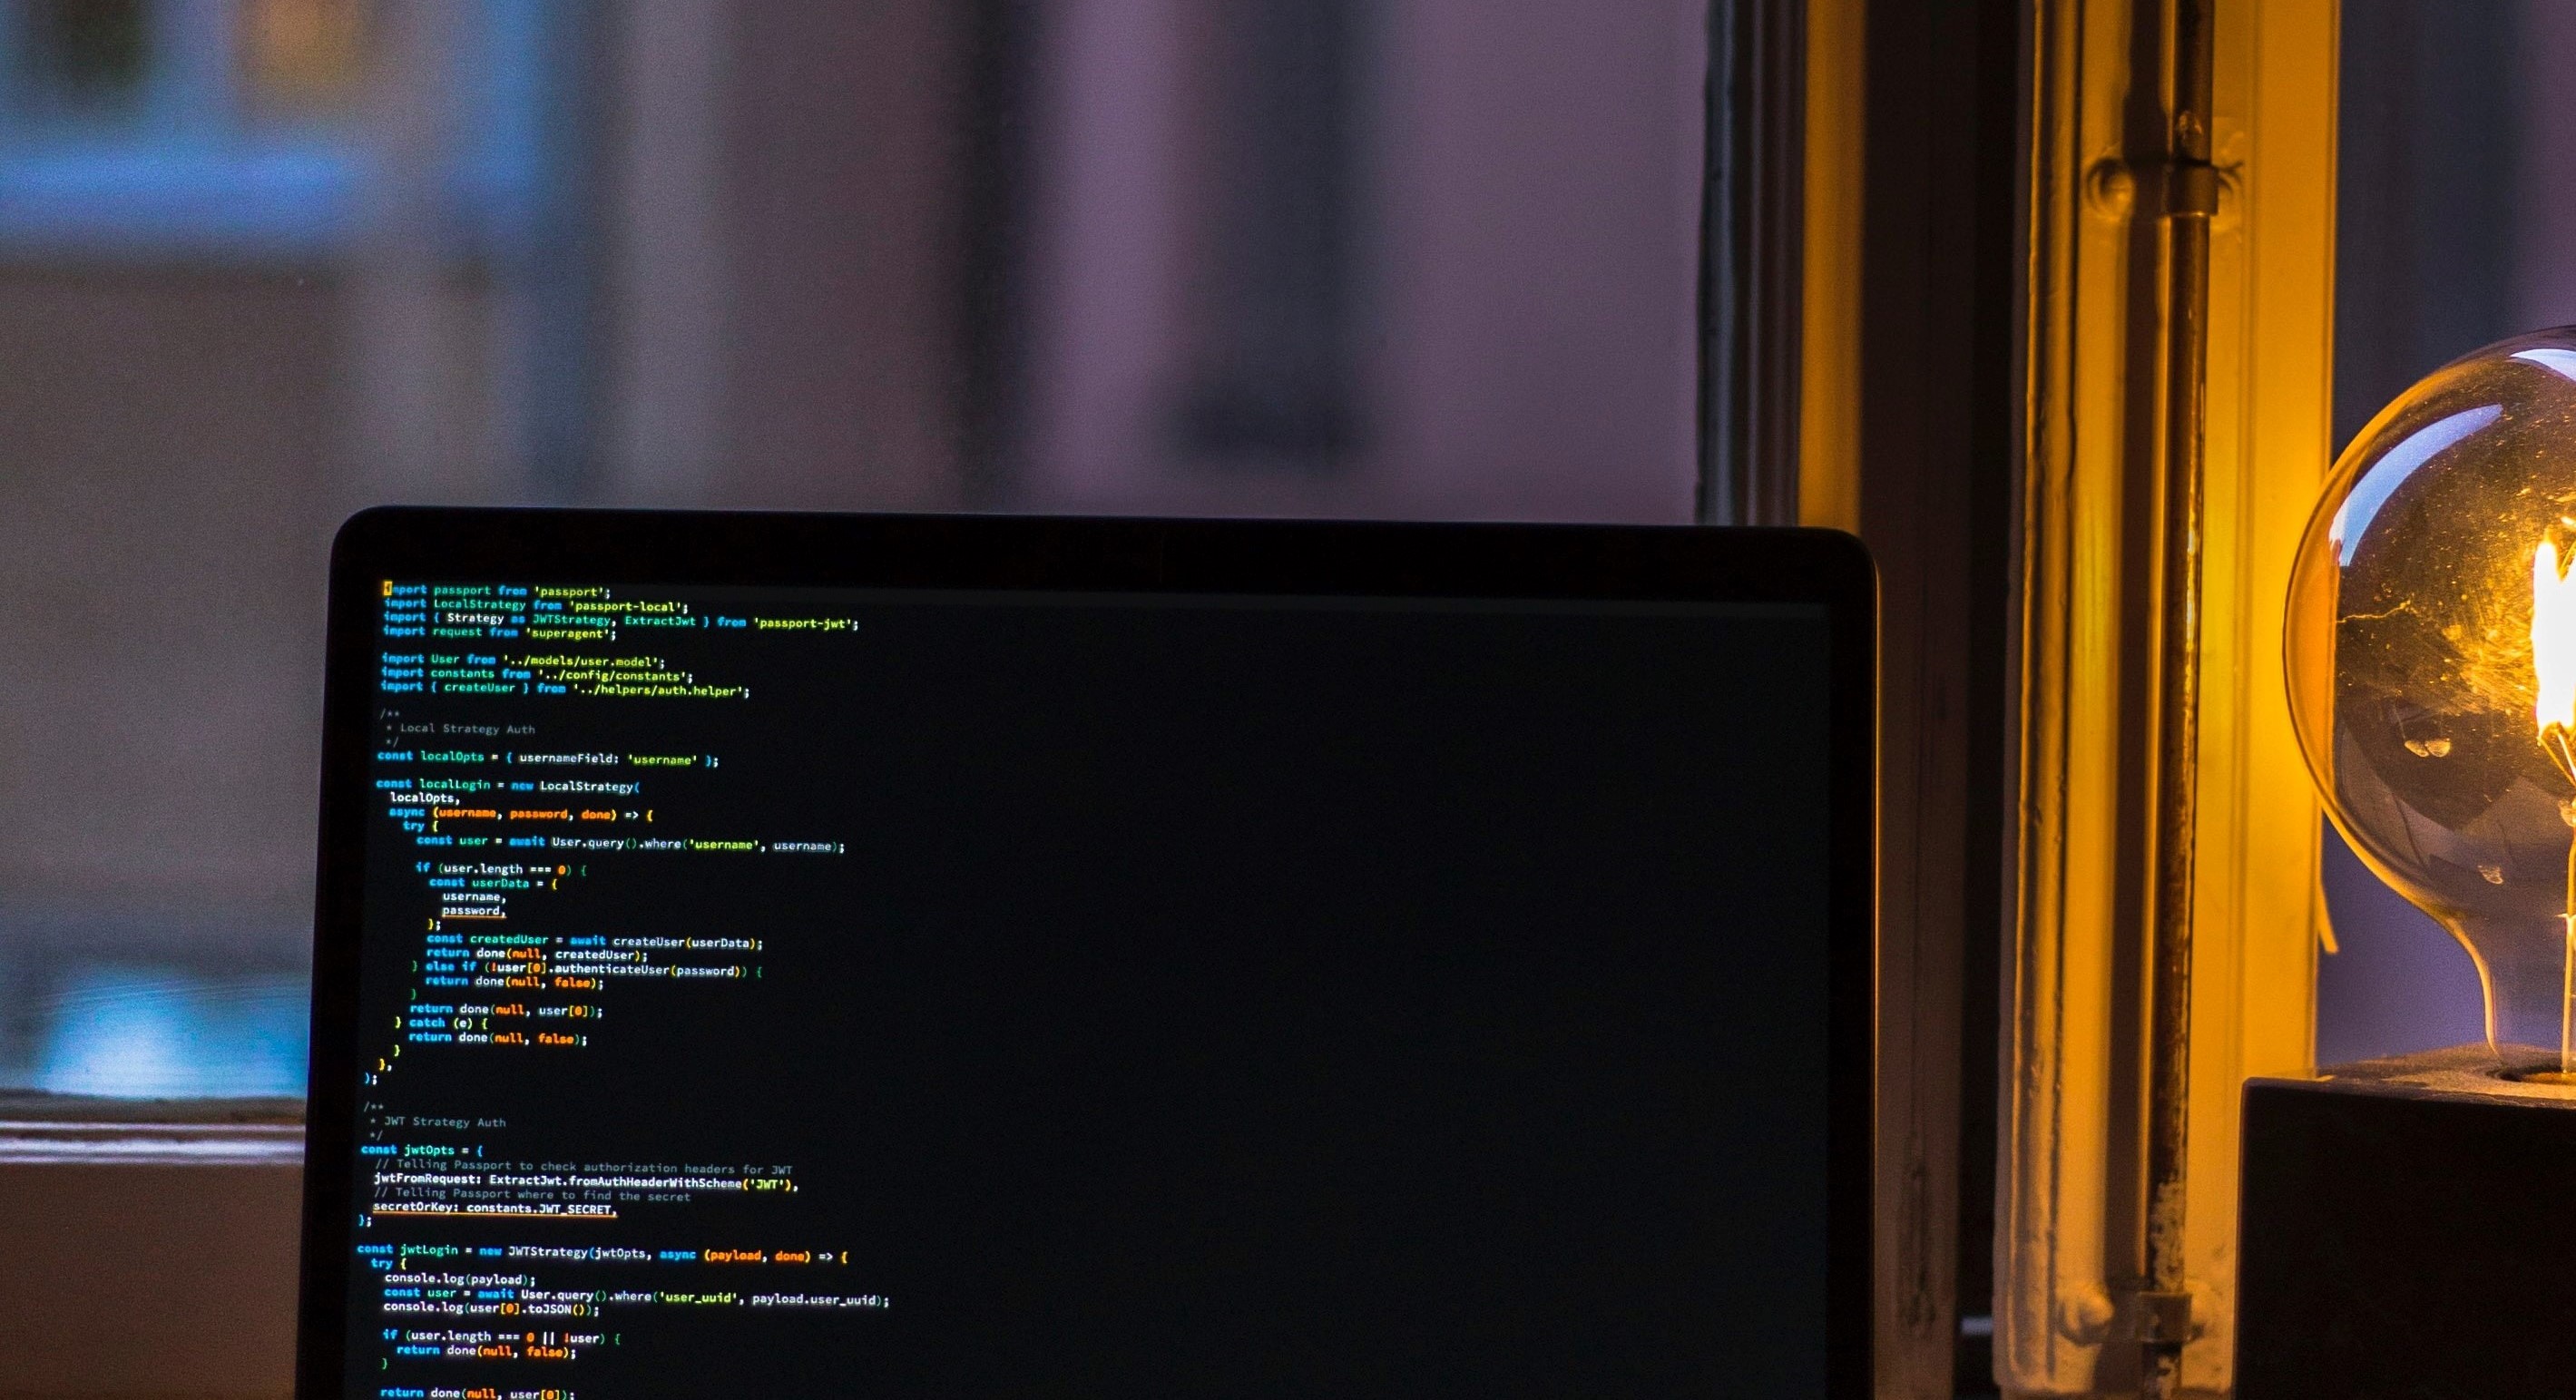 import passport from 'passport';
import LocalStrategy from 'passport-local';
import { Strategy as JWTStrategy, ExtractJwt } from 'passport-jwt';
import request from 'superagent';
import User from '../models/user.model';
import constants from '../config/constants';
import { createUser } from '../helpers/auth.helper';
/**
* Local Strategy Auth
*/
const localOpts = { usernameField: 'username' };
const localLogin = new LocalStrategy(
localOpts,
async (username, password, done) => {
try {
const user = await User.query().where('username', username);
if (user.length === 0) {
const userData = {
username,
password,
};
const createdUser = await createUser(userData);
return done(null, createdUser);
} else if (!user[0].authenticateUser(password)) {
return done(null, false);
}
return done(null, user[0]);
} catch (e) {
return done(null, false);
}
},
);
/**
* JWT Strategy Auth
*/
const jwtOpts = {
// Telling Passport to check authorization headers for JWT
jwtFromRequest: ExtractJwt.fromAuthHeaderWithScheme('JWT'),
// Telling Passport where to find the secret
secretOrKey: constants.JWT_SECRET,
};
const jwtLogin = new JWTStrategy(jwtOpts, async (payload, done) => {
try {
console.log(payload);
const user = await User.query().where('user_uuid', payload.user_uuid);
console.log(user[0].toJSON());
if (user.length === 0 || !user) {
return done(null, false);
}
return done(null, user[0]);